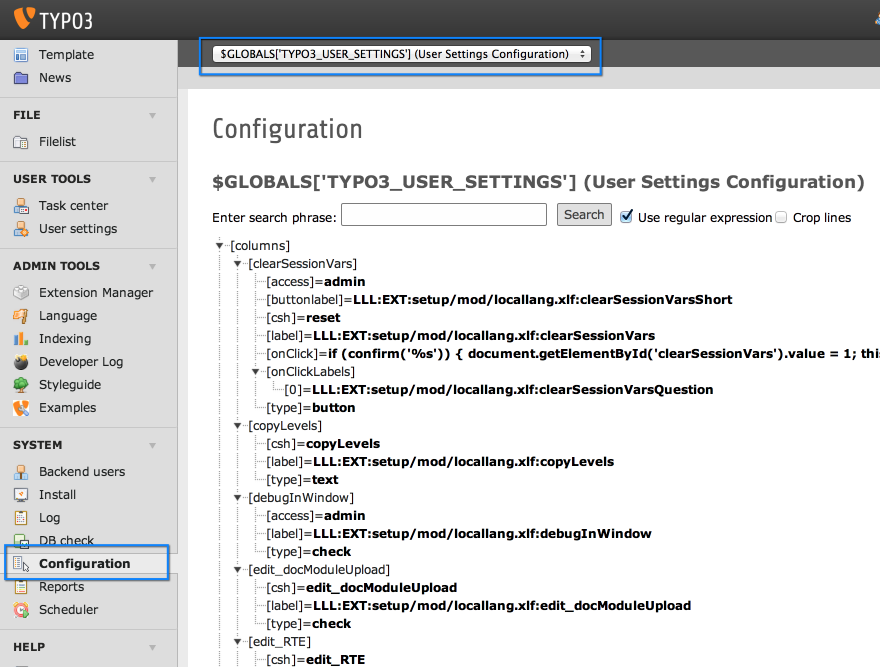 TYPO3
Template
News
FILE
Filelist
USER TOOLS
Task center
User settings
ADMIN TOOLS
Extension Manager
Language
Indexing
Developer Log
Styleguide
Examples
SYSTEM
Backend users
Install
Log
DB check
Configuration
Reports
Scheduler
HELP
$GLOBALS['TYPO3_USER_SETTINGS'] (User Settings Configuration)
Configuration
$GLOBALS['TYPO3_USER_SETTINGS'] (User Settings Configuration)
Enter search phrase: Search Use regular expression Crop lines
[columns]
[clearSessionVars]
[access]=admin
[buttonlabel]=LLL:EXT:setup/mod/locallang.xlf:clearSessionVarsShort
[csh]=reset
[label]=LLL:EXT:setup/mod/locallang.xlf:clearSessionVars
[onClick]=if (confirm('%s')) { document.getElementById('clearSessionVars').value = 1; this
[onClickLabels]
[0]=LLL:EXT:setup/mod/locallang.xlf:clearSessionVarsQuestion
[type]=button
[copyLevels]
[csh]=copyLevels
[label]=LLL:EXT:setup/mod/locallang.xlf:copyLevels
[type]=text
[debugInWindow]
[access]=admin
[label]=LLL:EXT:setup/mod/locallang.xlf:debugInWindow
[type]=check
[edit_docModuleUpload]
[csh]=edit_docModuleUpload
[label]=LLL:EXT:setup/mod/locallang.xlf:edit_docModuleUpload
[type]=check
[edit_RTE]
[csh]=edit_RTE